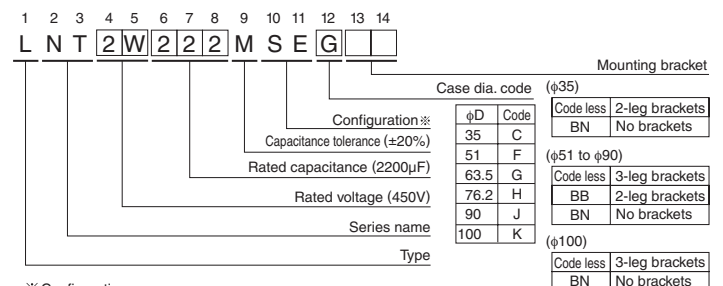 1 2 3 4 5 6 7 8 9 10 11 12 13 14
L N T 2 W 2 2 2 M S E G
Mounting bracket
Case dia. code
Configuration※
Capacitance tolerance (±20%)
Rated capacitance (2200µF)
Rated voltage (450V)
Series name
Type
ϕD Code
35 C
51 F
63.5 G
76.2 H
90 J
100 K
(ϕ35)
Code less 2-leg brackets
BN No brackets
(ϕ51 to ϕ90)
Code less 3-leg brackets
BB 2-leg brackets
BN No brackets
(ϕ100)
Code less 3-leg brackets
BN No brackets